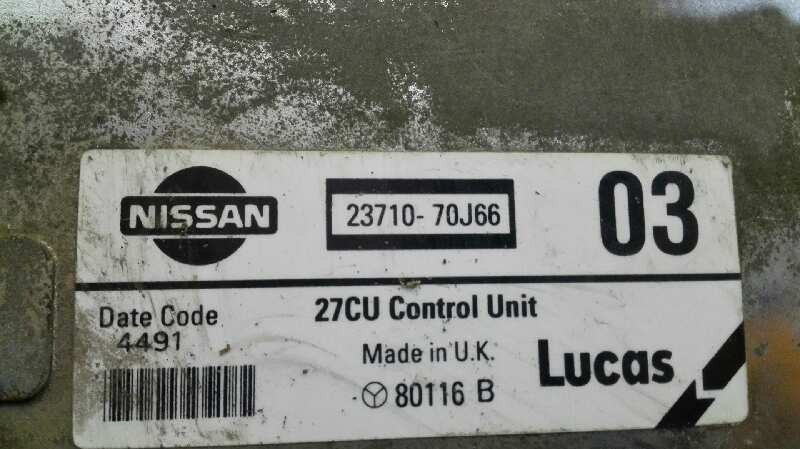 NISSAN
23710-70J66
03
Date Code
4491
27CU Control Unit
Made in U.K.
80116 B
Lucas
L